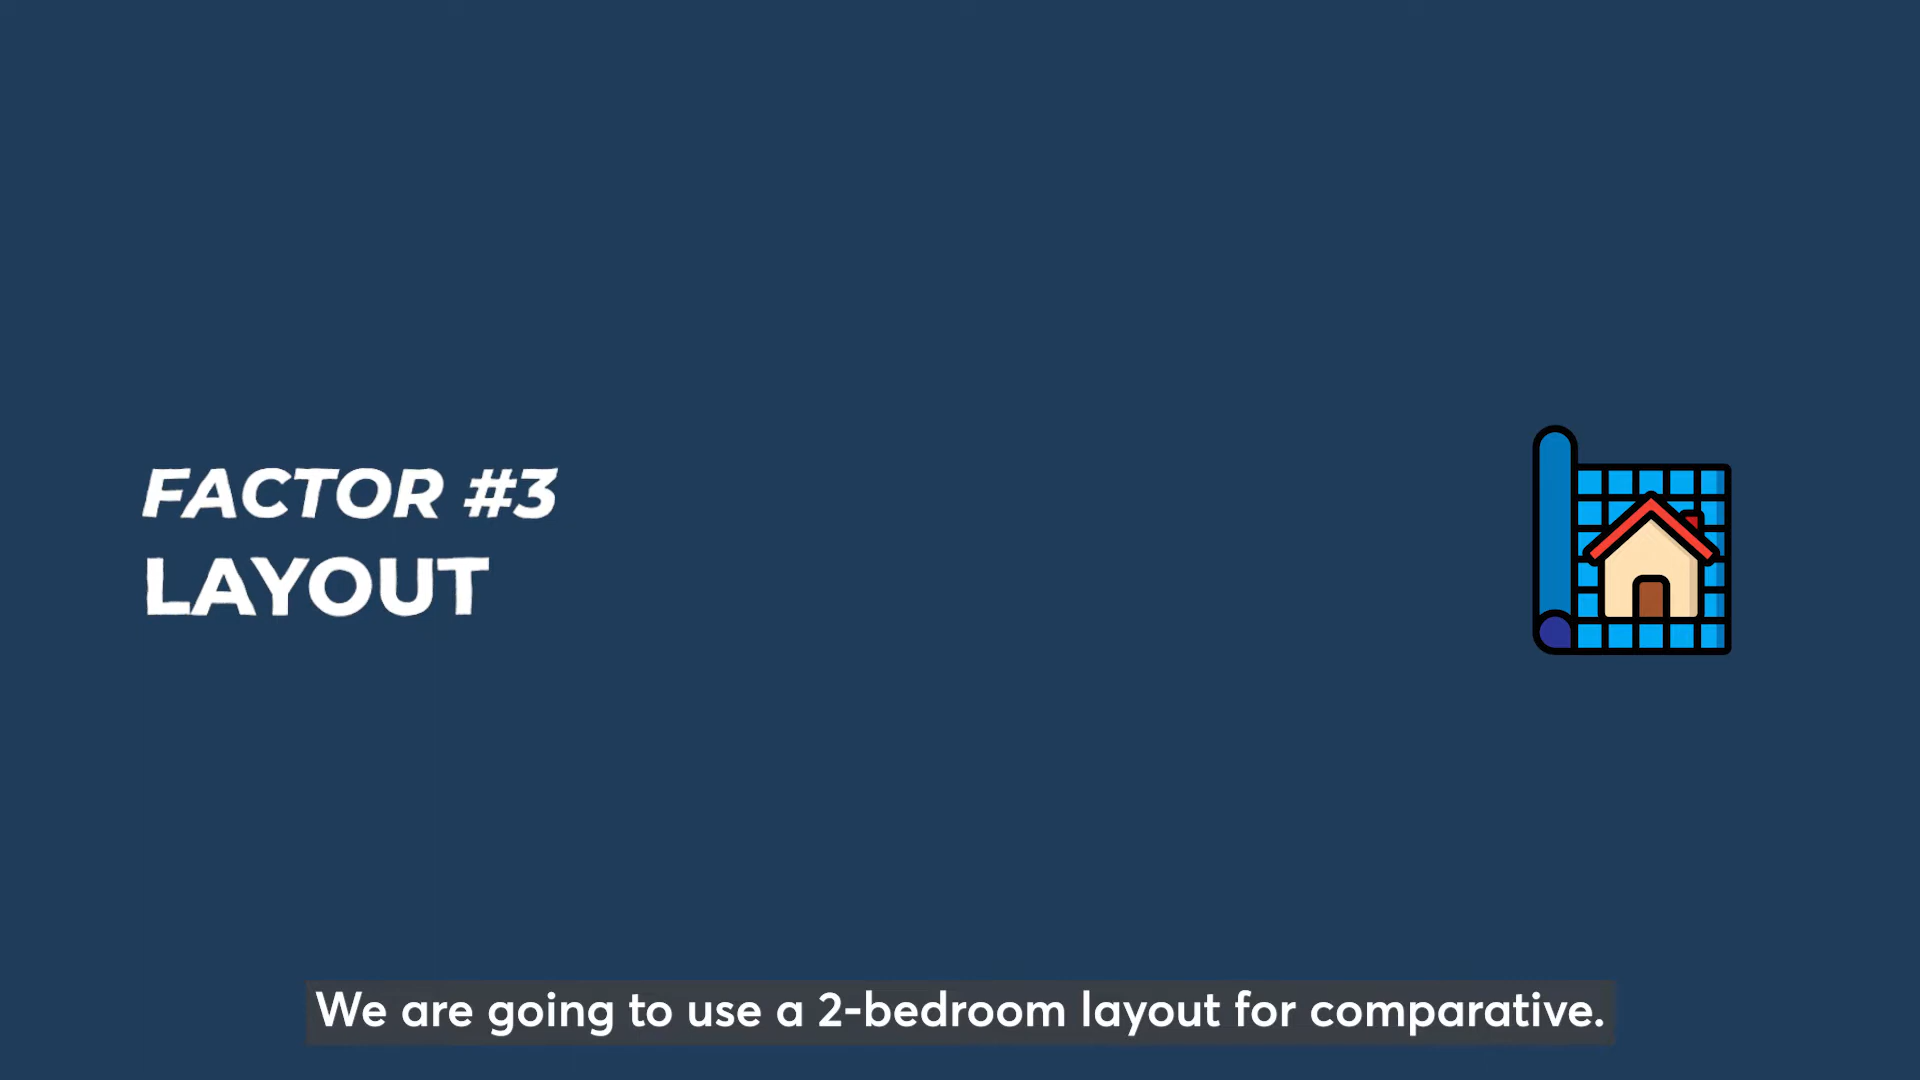 FACTOR #3
LAYOUT
We are going to use a 2-bedroom layout for comparative.